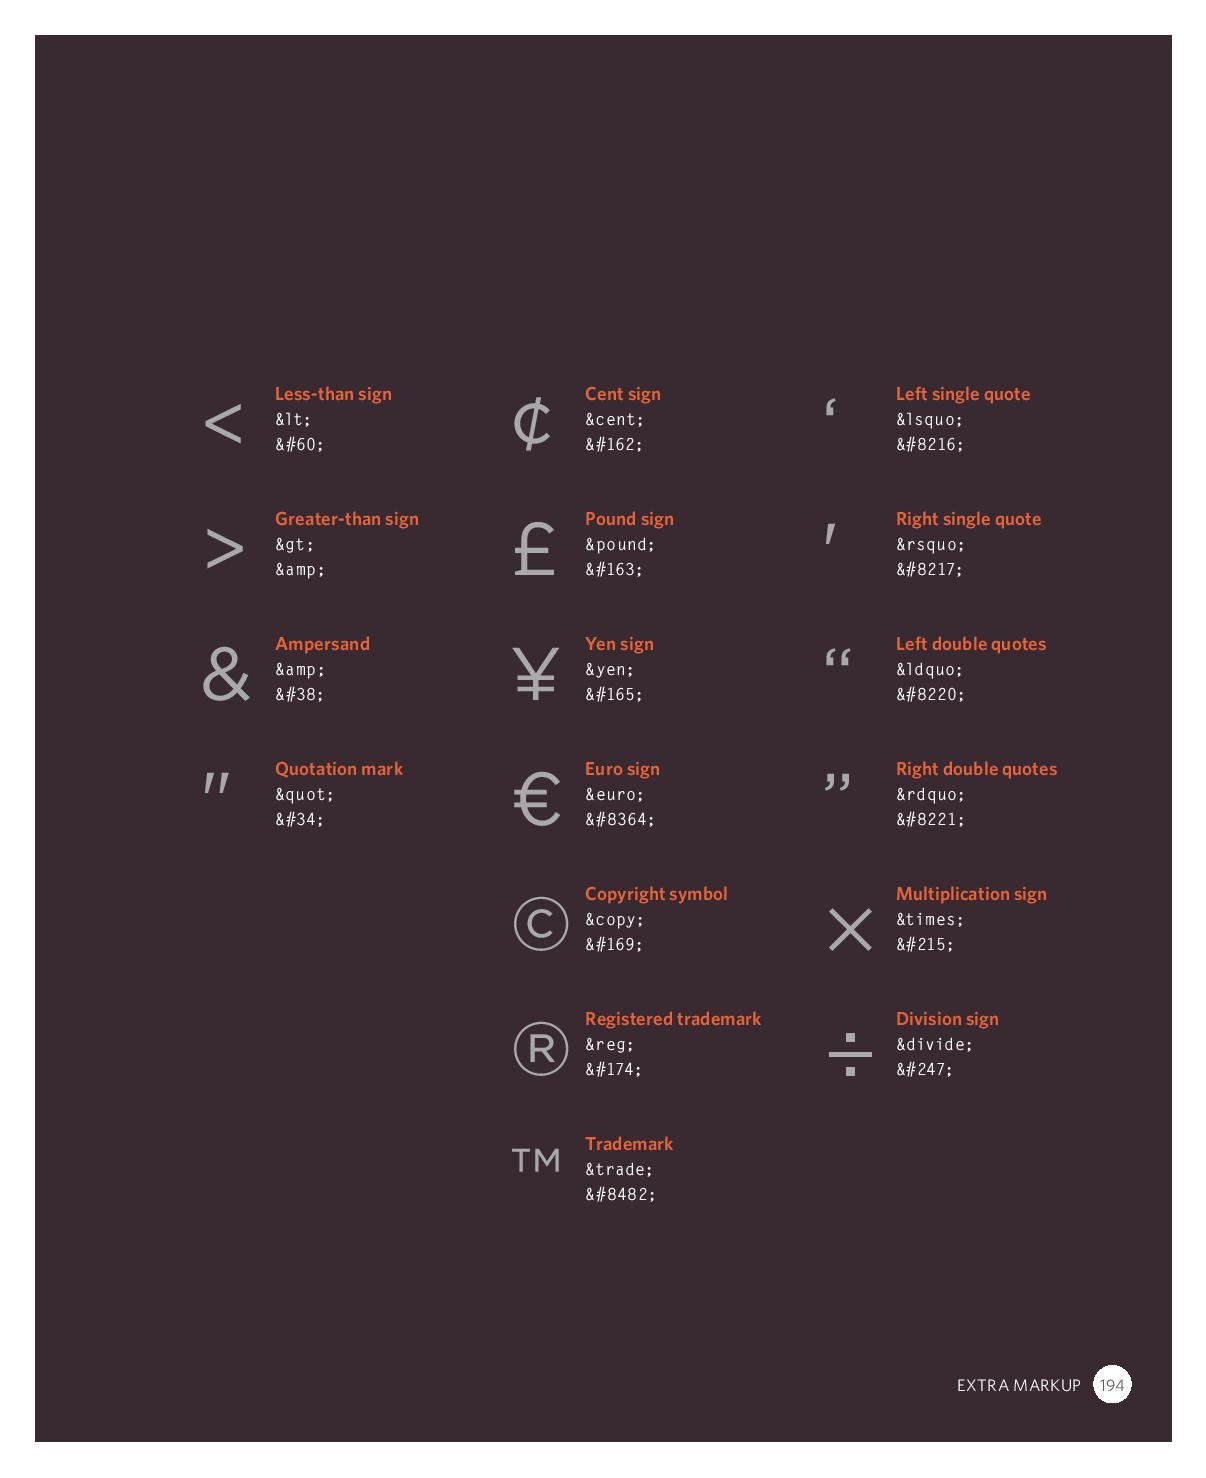 <
Less-than sign
&lt;
&#60;
>
Greater-than sign
&gt;
&amp;
&
Ampersand
&amp;
&#38;
"
Quotation mark
&quot;
&#34;
¢
Cent sign
&cent;
&#162;
£
Pound sign
&pound;
&#163;
¥
Yen sign
&yen;
&#165;
€
Euro sign
&euro;
&#8364;
©
Copyright symbol
&copy;
&#169;
®
Registered trademark
&reg;
&#174;
™
Trademark
&trade;
&#8482;
‘
Left single quote
&lsquo;
&#8216;
'
Right single quote
&rsquo;
&#8217;
“
Left double quotes
&ldquo;
&#8220;
”
Right double quotes
&rdquo;
&#8221;
×
Multiplication sign
&times;
&#215;
÷
Division sign
&divide;
&#247;
EXTRA MARKUP 194